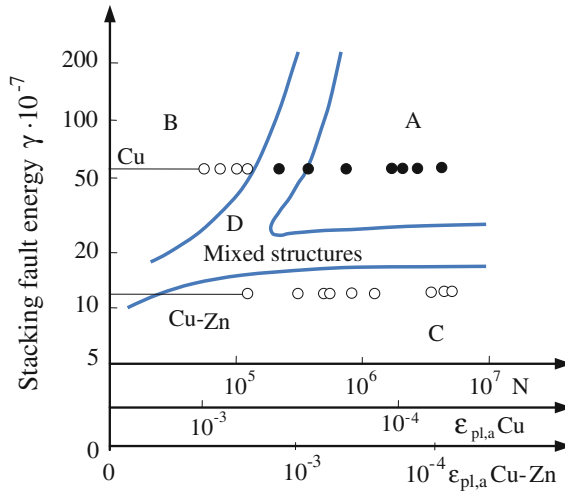 Stacking fault energy γ ·10⁻⁷
200
100
50
20
10
5
0
B
A
Cu
D
Mixed structures
Cu-Zn
C
10⁵ 10⁶ 10⁷ N
10⁻³ 10⁻⁴ ε pl,a Cu
0 10⁻³ 10⁻⁴ ε pl,a Cu-Zn